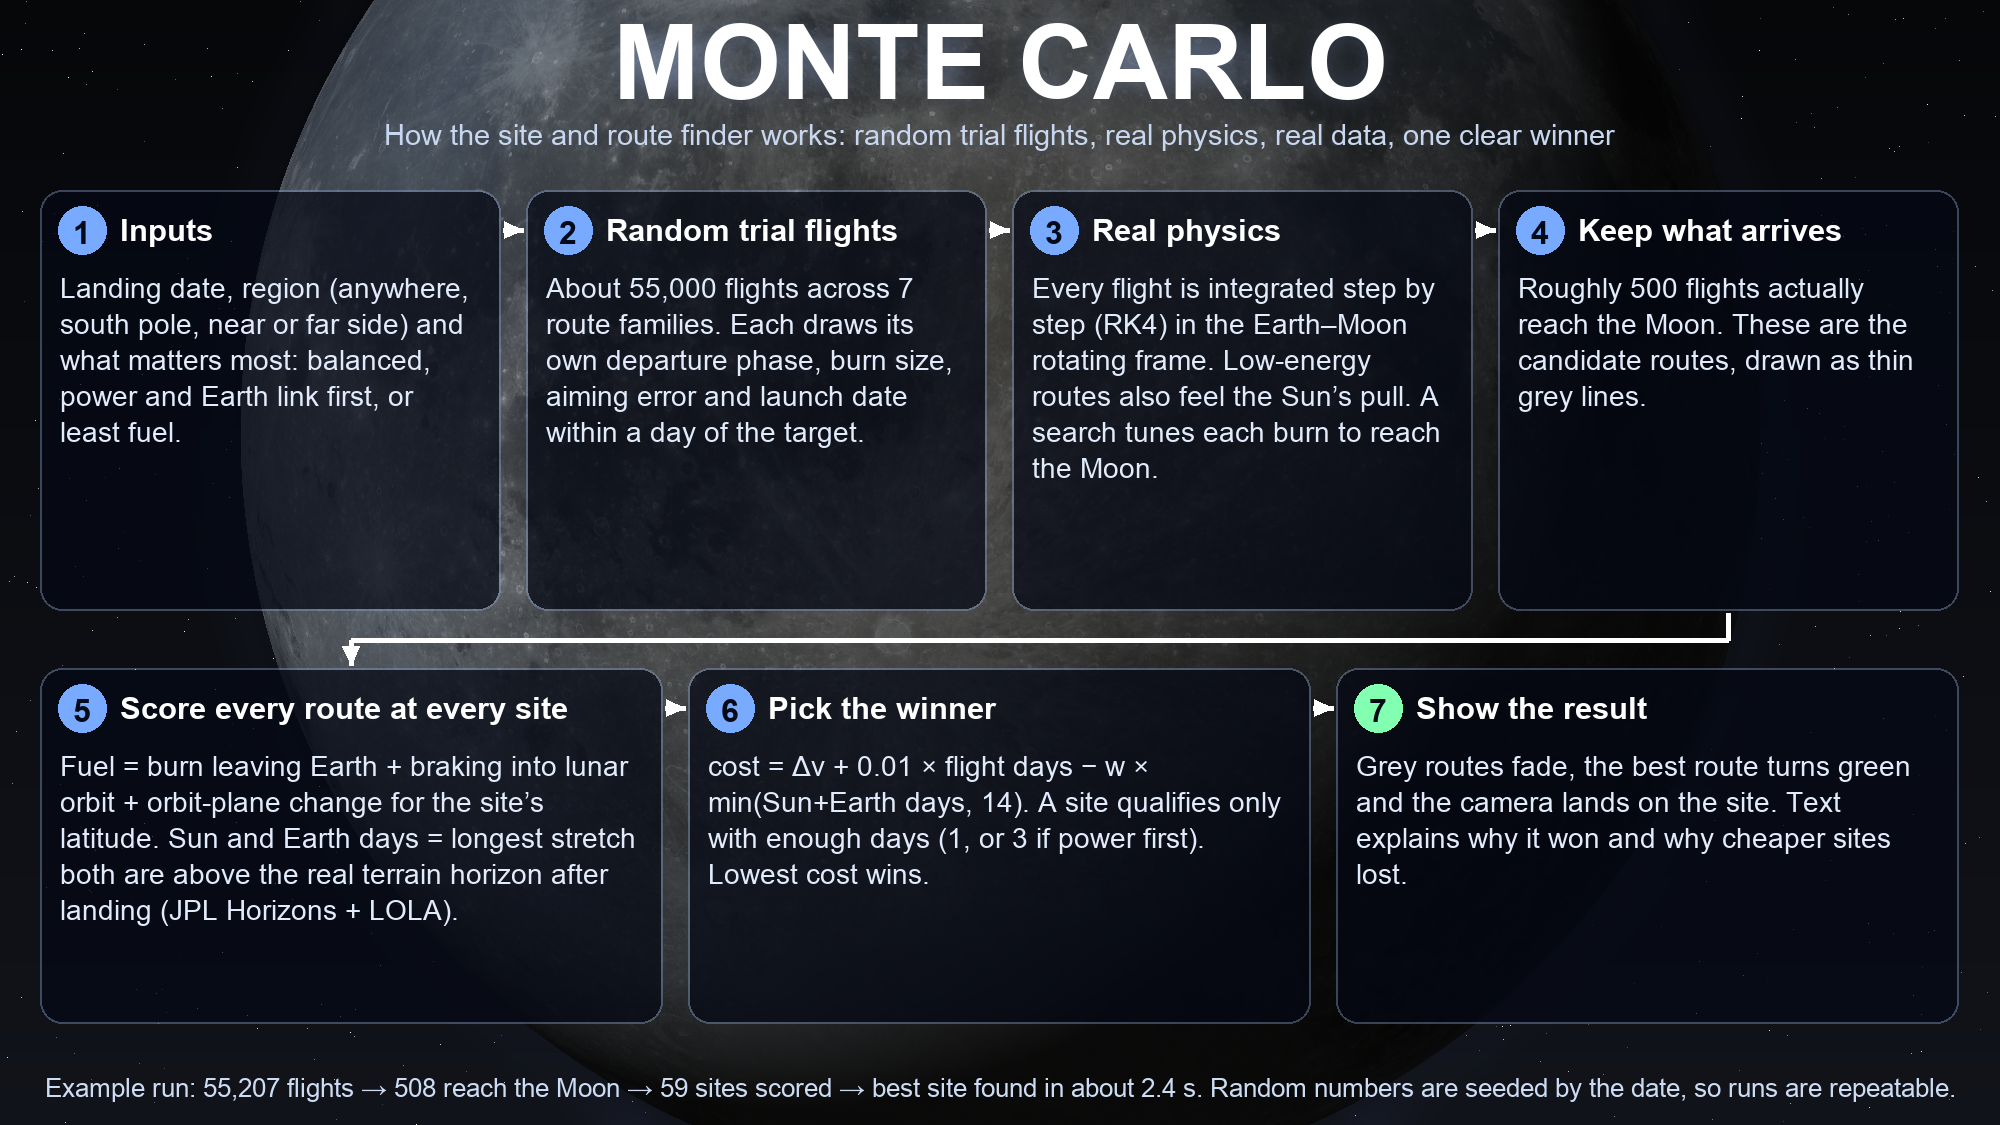 MONTE CARLO
How the site and route finder works: random trial flights, real physics, real data, one clear winner
1 Inputs
Landing date, region (anywhere,
south pole, near or far side) and
what matters most: balanced,
power and Earth link first, or
least fuel.
2 Random trial flights
About 55,000 flights across 7
route families. Each draws its
own departure phase, burn size,
aiming error and launch date
within a day of the target.
3 Real physics
Every flight is integrated step by
step (RK4) in the Earth–Moon
rotating frame. Low-energy
routes also feel the Sun’s pull. A
search tunes each burn to reach
the Moon.
4 Keep what arrives
Roughly 500 flights actually
reach the Moon. These are the
candidate routes, drawn as thin
grey lines.
5 Score every route at every site
Fuel = burn leaving Earth + braking into lunar
orbit + orbit-plane change for the site’s
latitude. Sun and Earth days = longest stretch
both are above the real terrain horizon after
landing (JPL Horizons + LOLA).
6 Pick the winner
cost = Δv + 0.01 × flight days − w ×
min(Sun+Earth days, 14). A site qualifies only
with enough days (1, or 3 if power first).
Lowest cost wins.
7 Show the result
Grey routes fade, the best route turns green
and the camera lands on the site. Text
explains why it won and why cheaper sites
lost.
Example run: 55,207 flights → 508 reach the Moon → 59 sites scored → best site found in about 2.4 s. Random numbers are seeded by the date, so runs are repeatable.